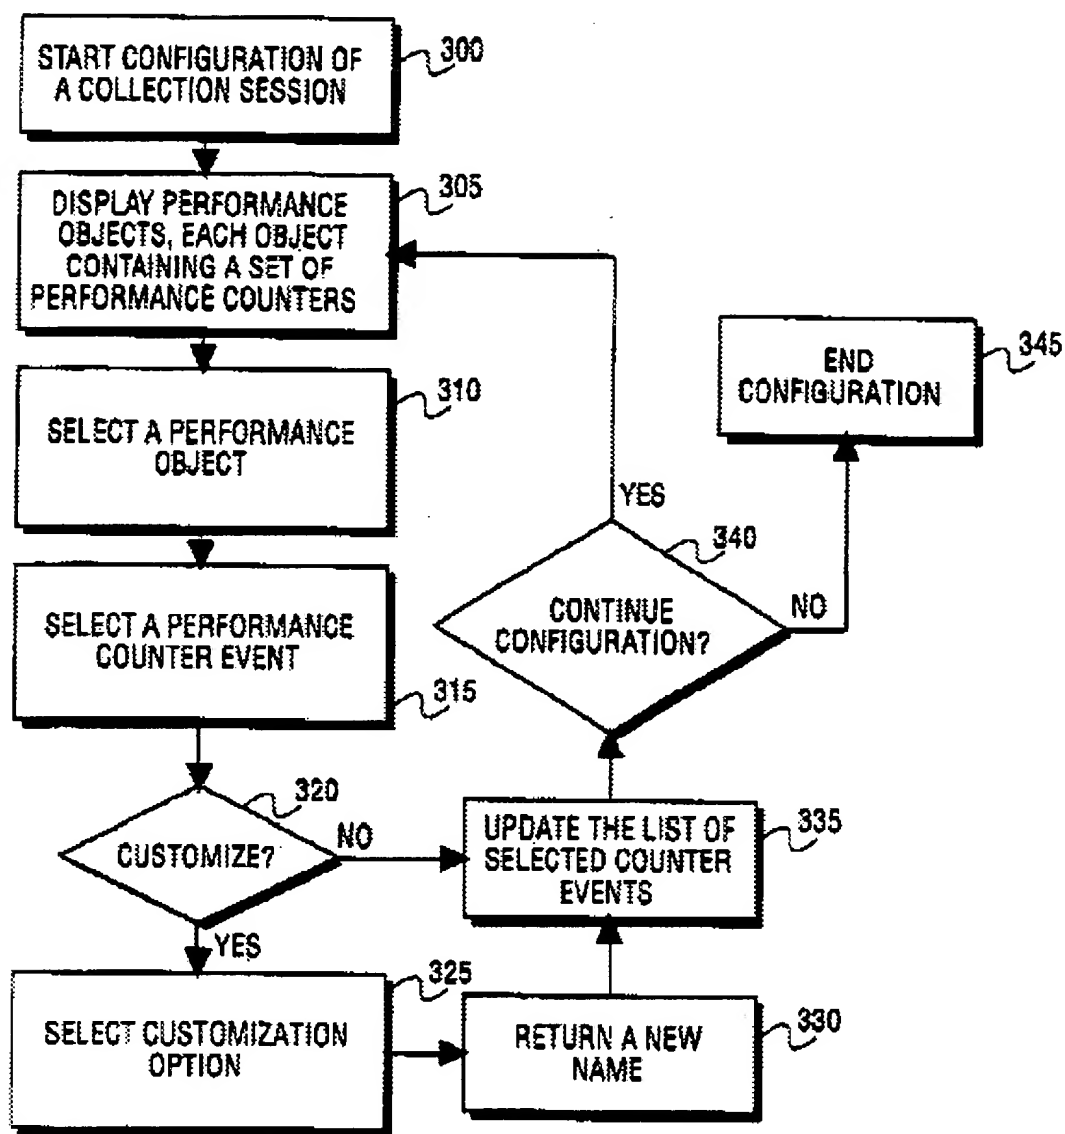 START CONFIGURATION OF
A COLLECTION SESSION
300
DISPLAY PERFORMANCE
OBJECTS, EACH OBJECT
CONTAINING A SET OF
PERFORMANCE COUNTERS
305
SELECT A PERFORMANCE
OBJECT
310
SELECT A PERFORMANCE
COUNTER EVENT
315
CUSTOMIZE?
320
NO
YES
SELECT CUSTOMIZATION
OPTION
325
RETURN A NEW
NAME
330
UPDATE THE LIST OF
SELECTED COUNTER
EVENTS
335
CONTINUE
CONFIGURATION?
340
YES
NO
END
CONFIGURATION
345